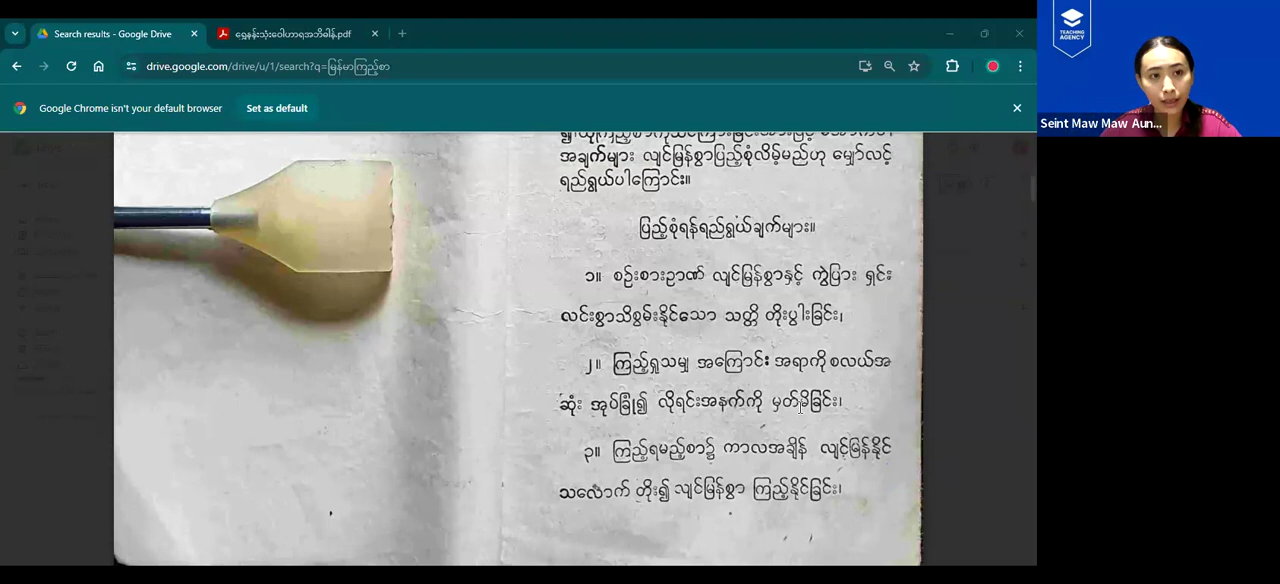 Search results - Google Drive
ရွှေနန်းသုံးဝေါဟာရအဘိဓါန်.pdf
drive.google.com/drive/u/1/search?q=မြန်မာကြည့်စာ
Google Chrome isn't your default browser
Set as default
အချက်များ လျင်မြန်စွာပြည့်စုံလိမ့်မည်ဟု မျှော်လင့်
ရည်ရွယ်ပါကြောင်း။
ပြည့်စုံရန်ရည်ရွယ်ချက်များ။
၁။ စဉ်းစားဉာဏ် လျင်မြန်စွာနှင့် ကွဲပြား ရှင်း
လင်းစွာသိစွမ်းနိုင်သော သတ္တိ တိုးပွါးခြင်း၊
၂။ ကြည့်ရှုသမျှ အကြောင်း အရာကို စလယ်အ
ဆုံး အုပ်ခြုံ၍ လိုရင်းအနက်ကို မှတ်မိခြင်း၊
၃။ ကြည့်ရမည့်စာ၌ ကာလအချိန် လျင်မြန်နိုင်
သလောက် တိုး၍ လျင်မြန်စွာ ကြည့်နိုင်ခြင်း၊
TEACHING
AGENCY
Seint Maw Maw Aun...